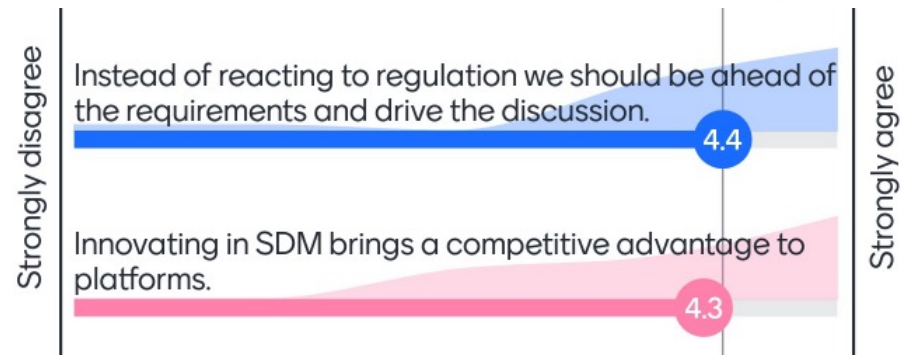 Strongly disagree
Instead of reacting to regulation we should be ahead of
the requirements and drive the discussion.
4.4
Innovating in SDM brings a competitive advantage to
platforms.
4.3
Strongly agree